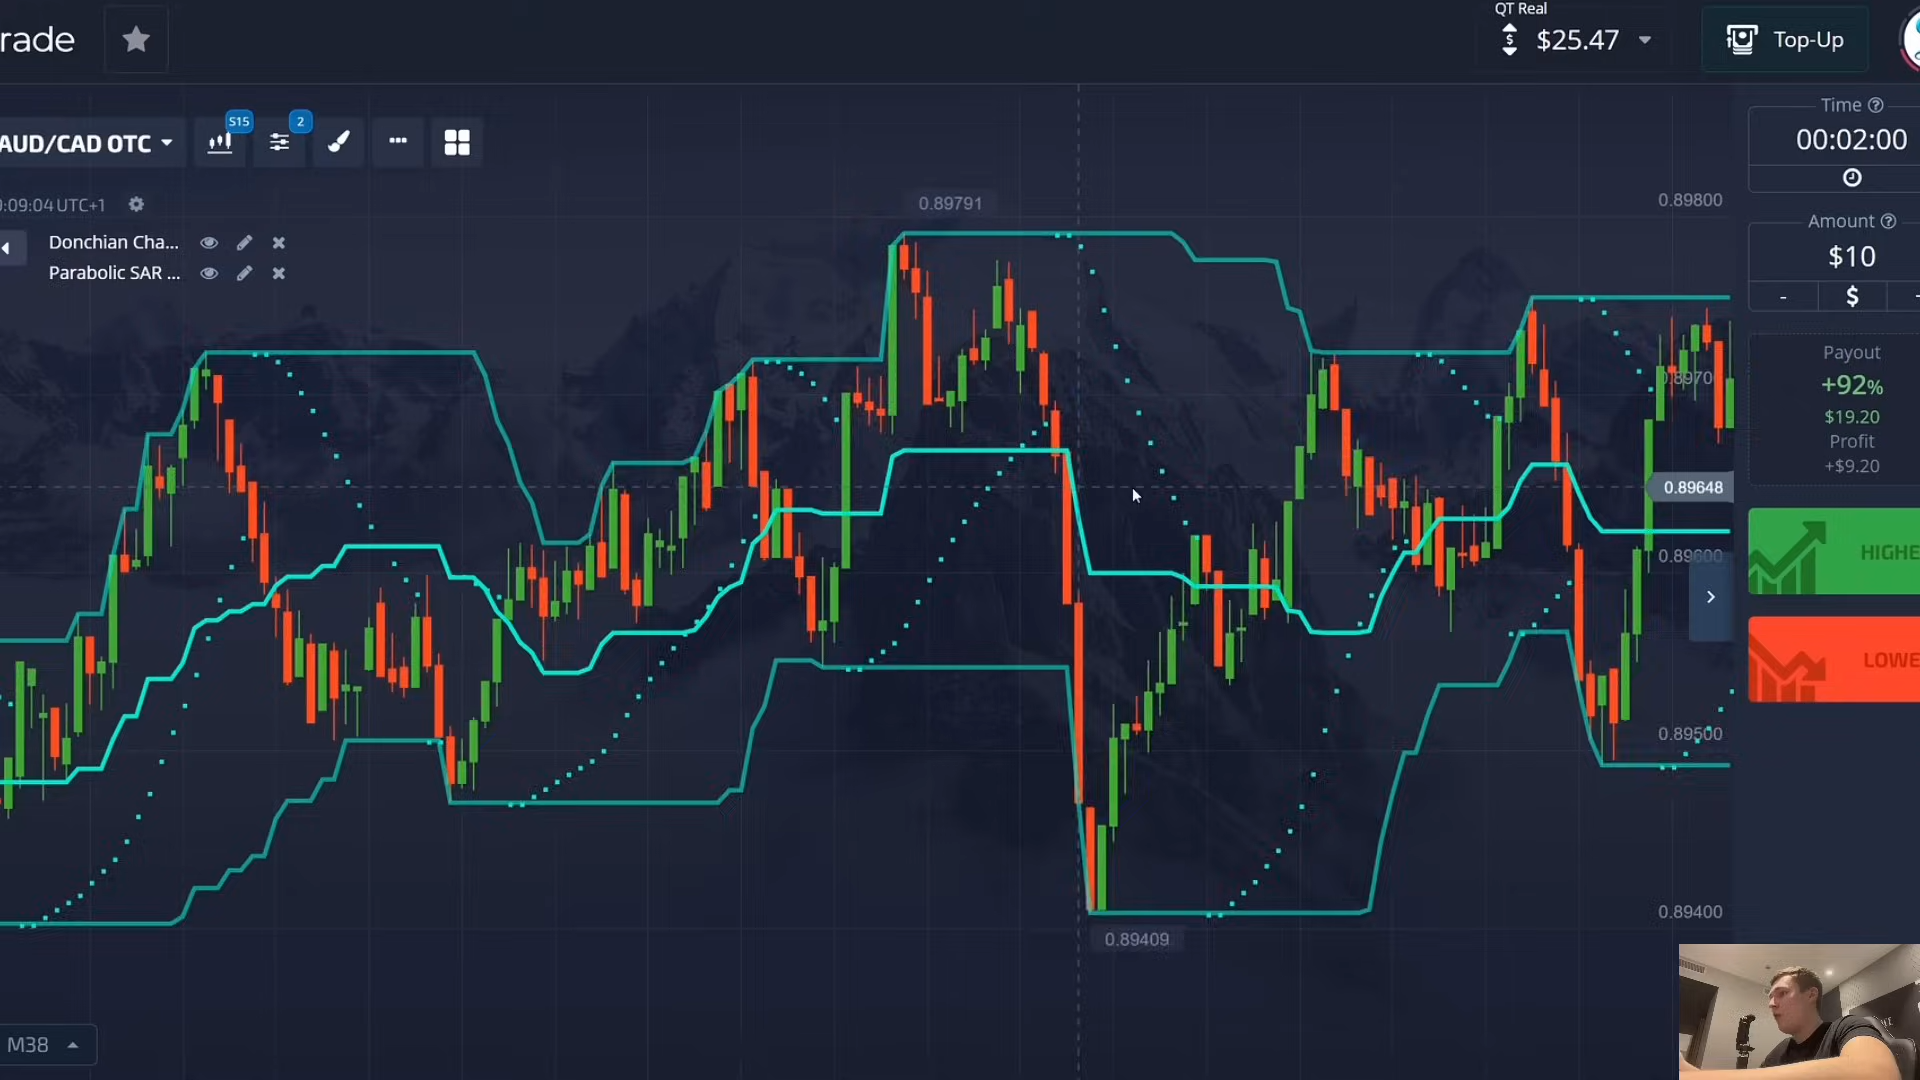 rade
QT Real
$25.47
Top-Up
AUD/CAD OTC
S15
2
:09:04 UTC+1
Donchian Cha...
Parabolic SAR ...
0.89791
0.89800
0.89700
0.89648
0.89600
0.89500
0.89400
0.89409
M38
Time
00:02:00
Amount
$10
- $
Payout
+92%
$19.20
Profit
+$9.20
HIGHE
LOWE